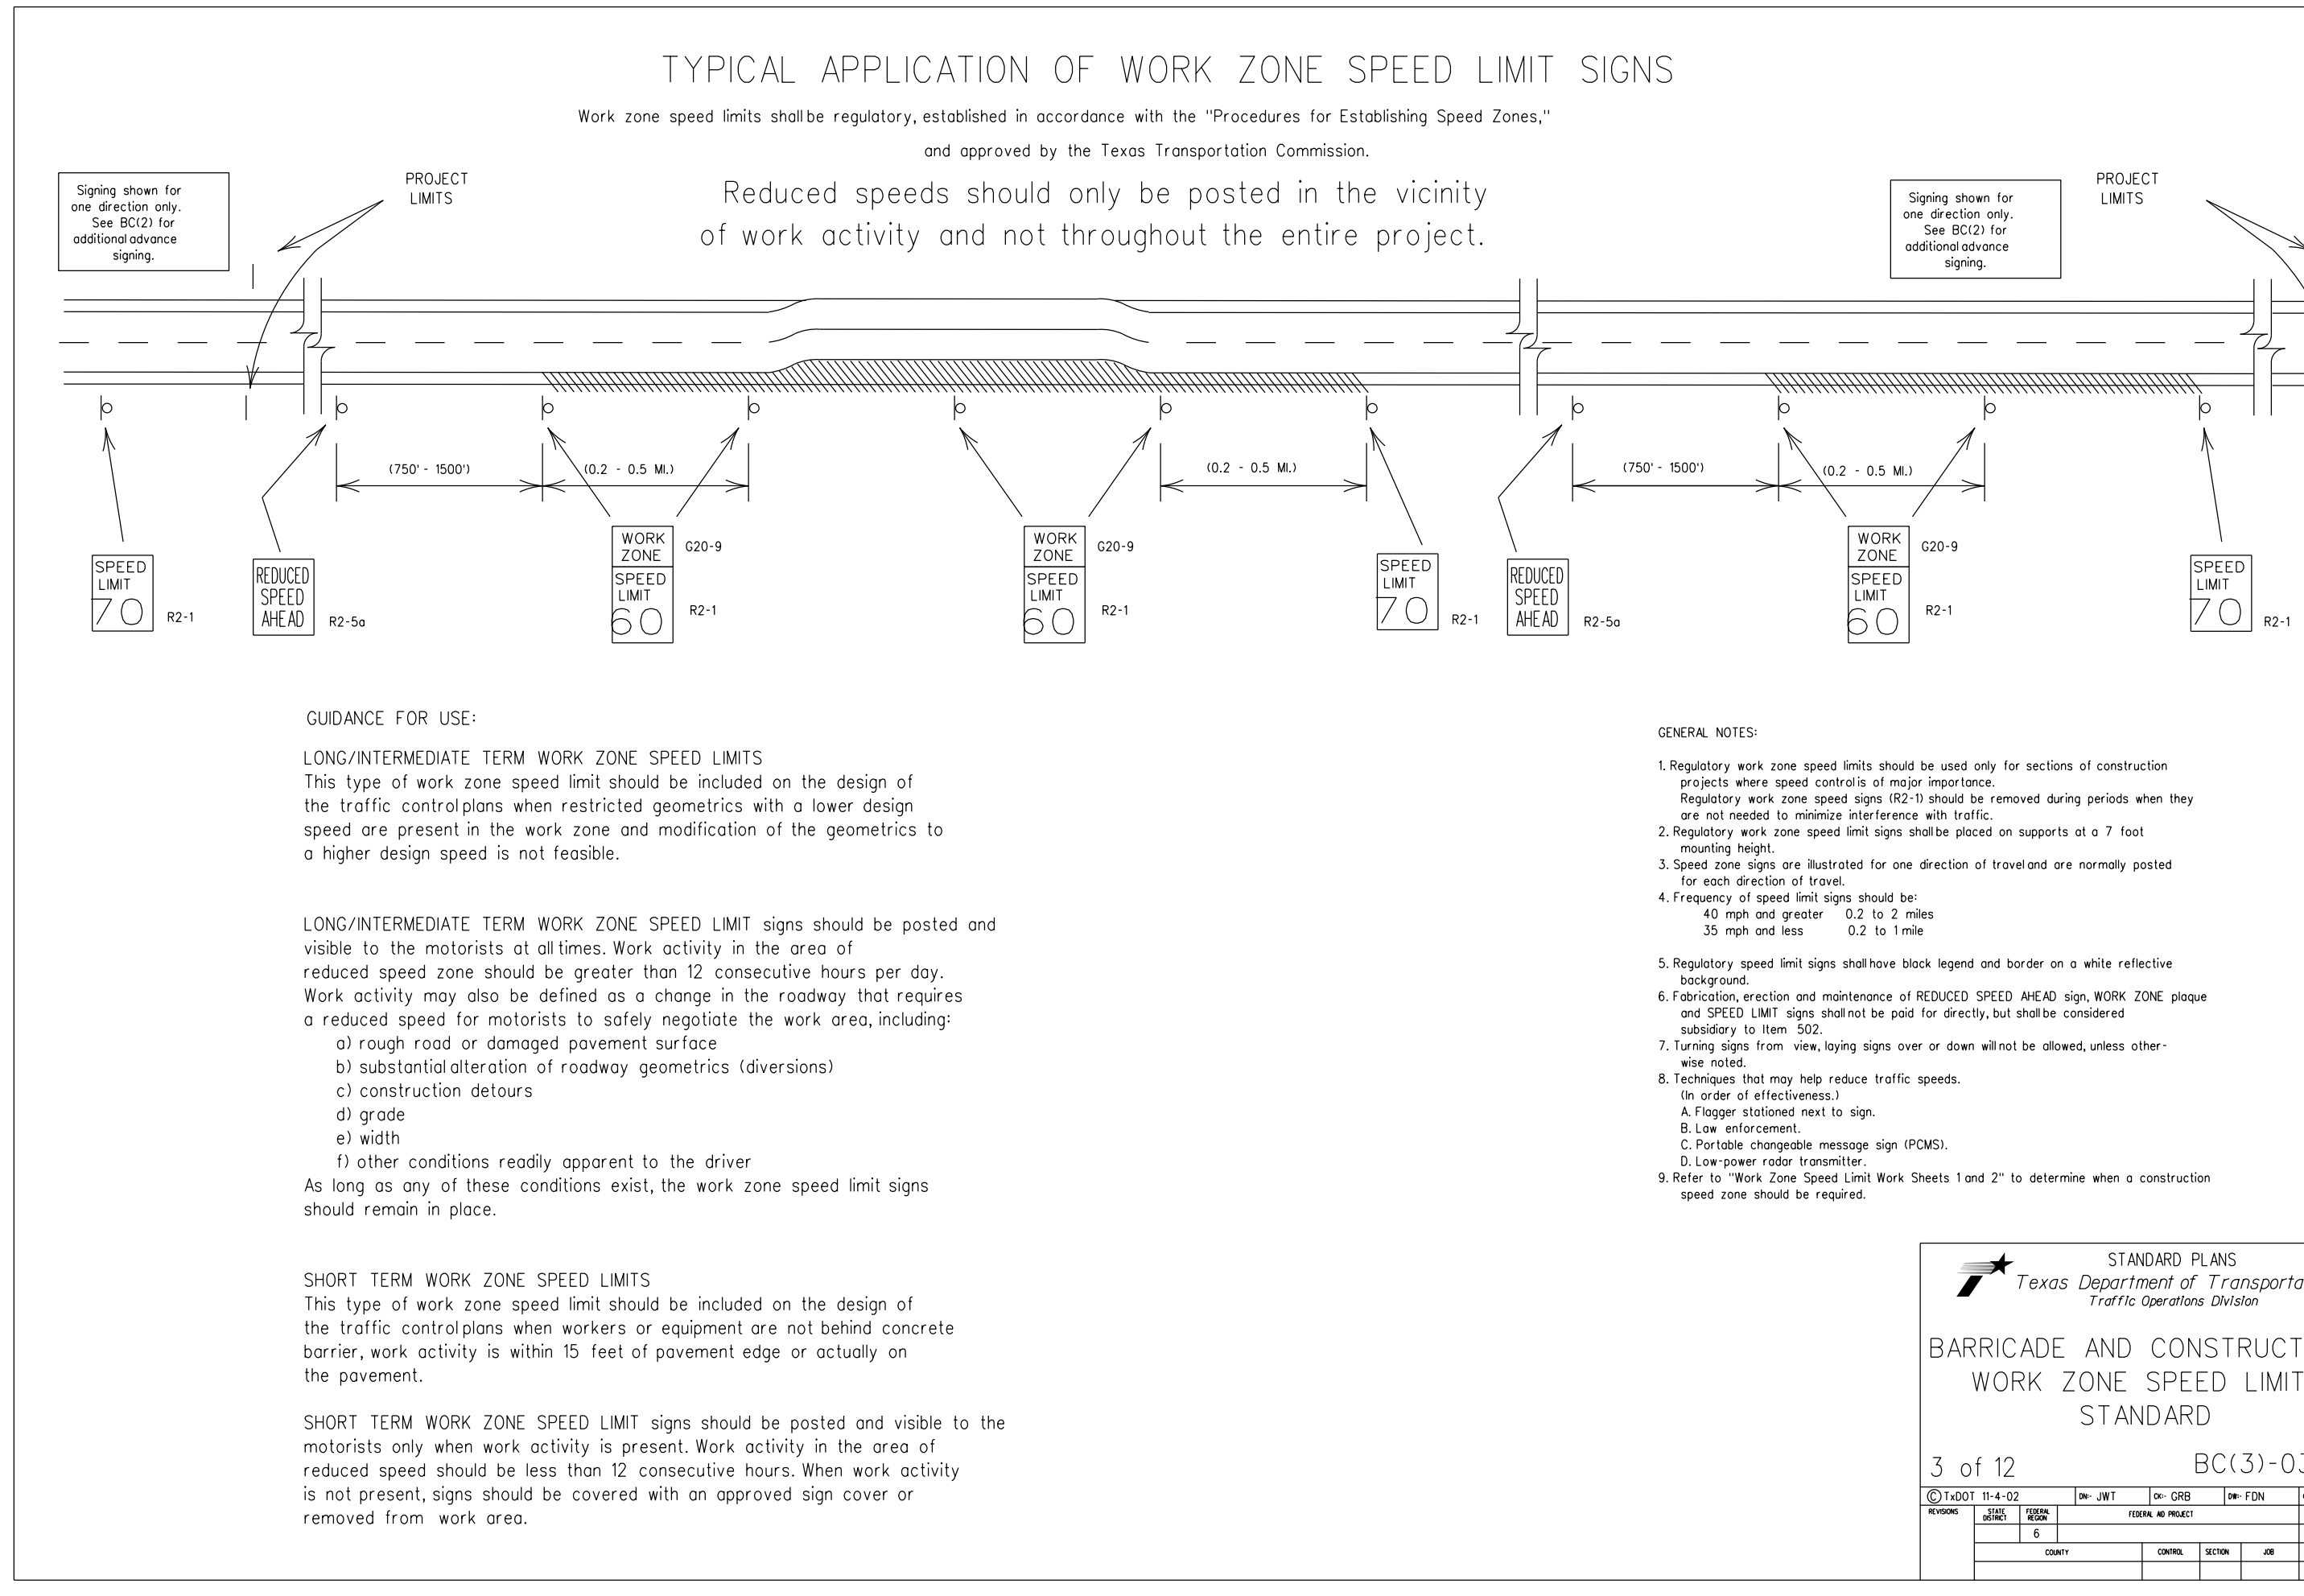 TYPICAL APPLICATION OF WORK ZONE SPEED LIMIT SIGNS
Work zone speed limits shall be regulatory, established in accordance with the "Procedures for Establishing Speed Zones,"
and approved by the Texas Transportation Commission.
Reduced speeds should only be posted in the vicinity
of work activity and not throughout the entire project.
Signing shown for
one direction only.
See BC(2) for
additional advance
signing.
PROJECT
LIMITS
Signing shown for
one direction only.
See BC(2) for
additional advance
signing.
PROJECT
LIMITS
(750' - 1500')
(0.2 - 0.5 MI.)
(0.2 - 0.5 MI.)
(750' - 1500')
(0.2 - 0.5 MI.)
SPEED
LIMIT
70
R2-1
REDUCED
SPEED
AHEAD
R2-5a
WORK
ZONE
G20-9
SPEED
LIMIT
60
R2-1
WORK
ZONE
G20-9
SPEED
LIMIT
60
R2-1
SPEED
LIMIT
70
R2-1
REDUCED
SPEED
AHEAD
R2-5a
WORK
ZONE
G20-9
SPEED
LIMIT
60
R2-1
SPEED
LIMIT
70
R2-1
GUIDANCE FOR USE:
LONG/INTERMEDIATE TERM WORK ZONE SPEED LIMITS
This type of work zone speed limit should be included on the design of
the traffic control plans when restricted geometrics with a lower design
speed are present in the work zone and modification of the geometrics to
a higher design speed is not feasible.
LONG/INTERMEDIATE TERM WORK ZONE SPEED LIMIT signs should be posted and
visible to the motorists at all times. Work activity in the area of
reduced speed zone should be greater than 12 consecutive hours per day.
Work activity may also be defined as a change in the roadway that requires
a reduced speed for motorists to safely negotiate the work area, including:
a) rough road or damaged pavement surface
b) substantial alteration of roadway geometrics (diversions)
c) construction detours
d) grade
e) width
f) other conditions readily apparent to the driver
As long as any of these conditions exist, the work zone speed limit signs
should remain in place.
SHORT TERM WORK ZONE SPEED LIMITS
This type of work zone speed limit should be included on the design of
the traffic control plans when workers or equipment are not behind concrete
barrier, work activity is within 15 feet of pavement edge or actually on
the pavement.
SHORT TERM WORK ZONE SPEED LIMIT signs should be posted and visible to the
motorists only when work activity is present. Work activity in the area of
reduced speed should be less than 12 consecutive hours. When work activity
is not present, signs should be covered with an approved sign cover or
removed from work area.
GENERAL NOTES:
1. Regulatory work zone speed limits should be used only for sections of construction
projects where speed control is of major importance.
Regulatory work zone speed signs (R2-1) should be removed during periods when they
are not needed to minimize interference with traffic.
2. Regulatory work zone speed limit signs shall be placed on supports at a 7 foot
mounting height.
3. Speed zone signs are illustrated for one direction of travel and are normally posted
for each direction of travel.
4. Frequency of speed limit signs should be:
40 mph and greater 0.2 to 2 miles
35 mph and less 0.2 to 1 mile
5. Regulatory speed limit signs shall have black legend and border on a white reflective
background.
6. Fabrication, erection and maintenance of REDUCED SPEED AHEAD sign, WORK ZONE plaque
and SPEED LIMIT signs shall not be paid for directly, but shall be considered
subsidiary to Item 502.
7. Turning signs from view, laying signs over or down will not be allowed, unless other-
wise noted.
8. Techniques that may help reduce traffic speeds.
(In order of effectiveness.)
A. Flagger stationed next to sign.
B. Law enforcement.
C. Portable changeable message sign (PCMS).
D. Low-power radar transmitter.
9. Refer to "Work Zone Speed Limit Work Sheets 1 and 2" to determine when a construction
speed zone should be required.
STANDARD PLANS
Texas Department of Transporta
Traffic Operations Division
BARRICADE AND CONSTRUCT
WORK ZONE SPEED LIMIT
STANDARD
3 of 12 BC(3)-03
© TxDOT 11-4-02 DN: JWT CK: GRB DW: FDN
REVISIONS STATE DISTRICT FEDERAL REGION FEDERAL AID PROJECT
6
COUNTY CONTROL SECTION JOB